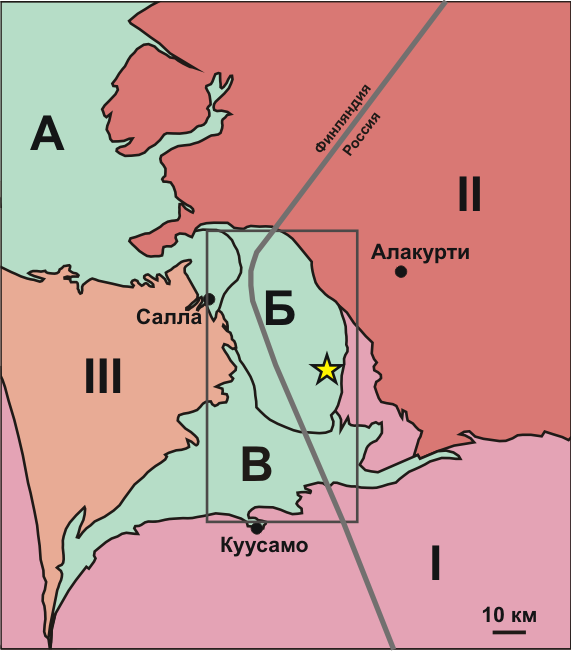 А
Финляндия
Россия
II
Алакурти
Б
Салла
III
В
Куусамо
I
10 км